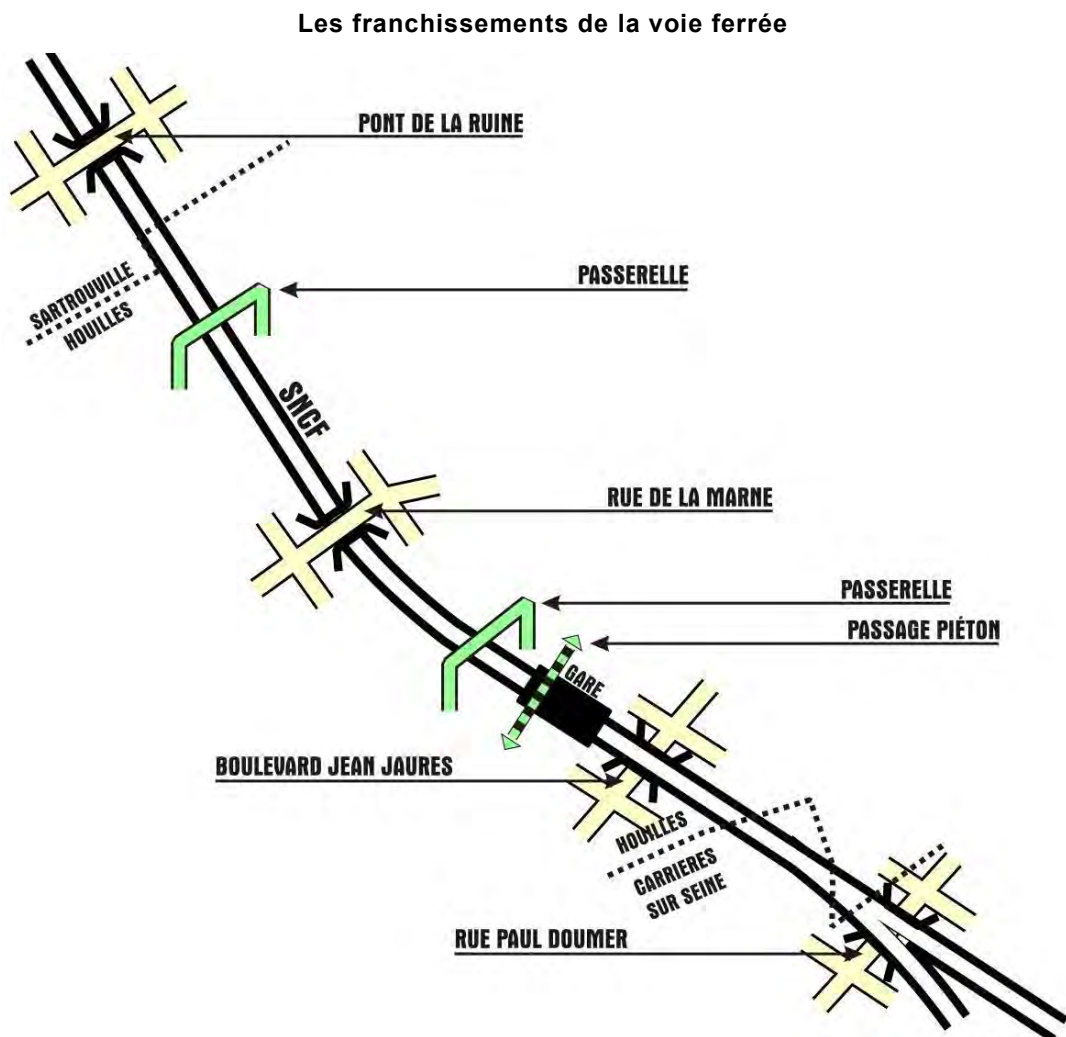 Les franchissements de la voie ferrée
PONT DE LA RUINE
PASSERELLE
SARTROUVILLE
HOUILLES
SNCF
RUE DE LA MARNE
PASSERELLE
PASSAGE PIÉTON
GARE
BOULEVARD JEAN JAURES
HOUILLES
CARRIERES
SUR SEINE
RUE PAUL DOUMER